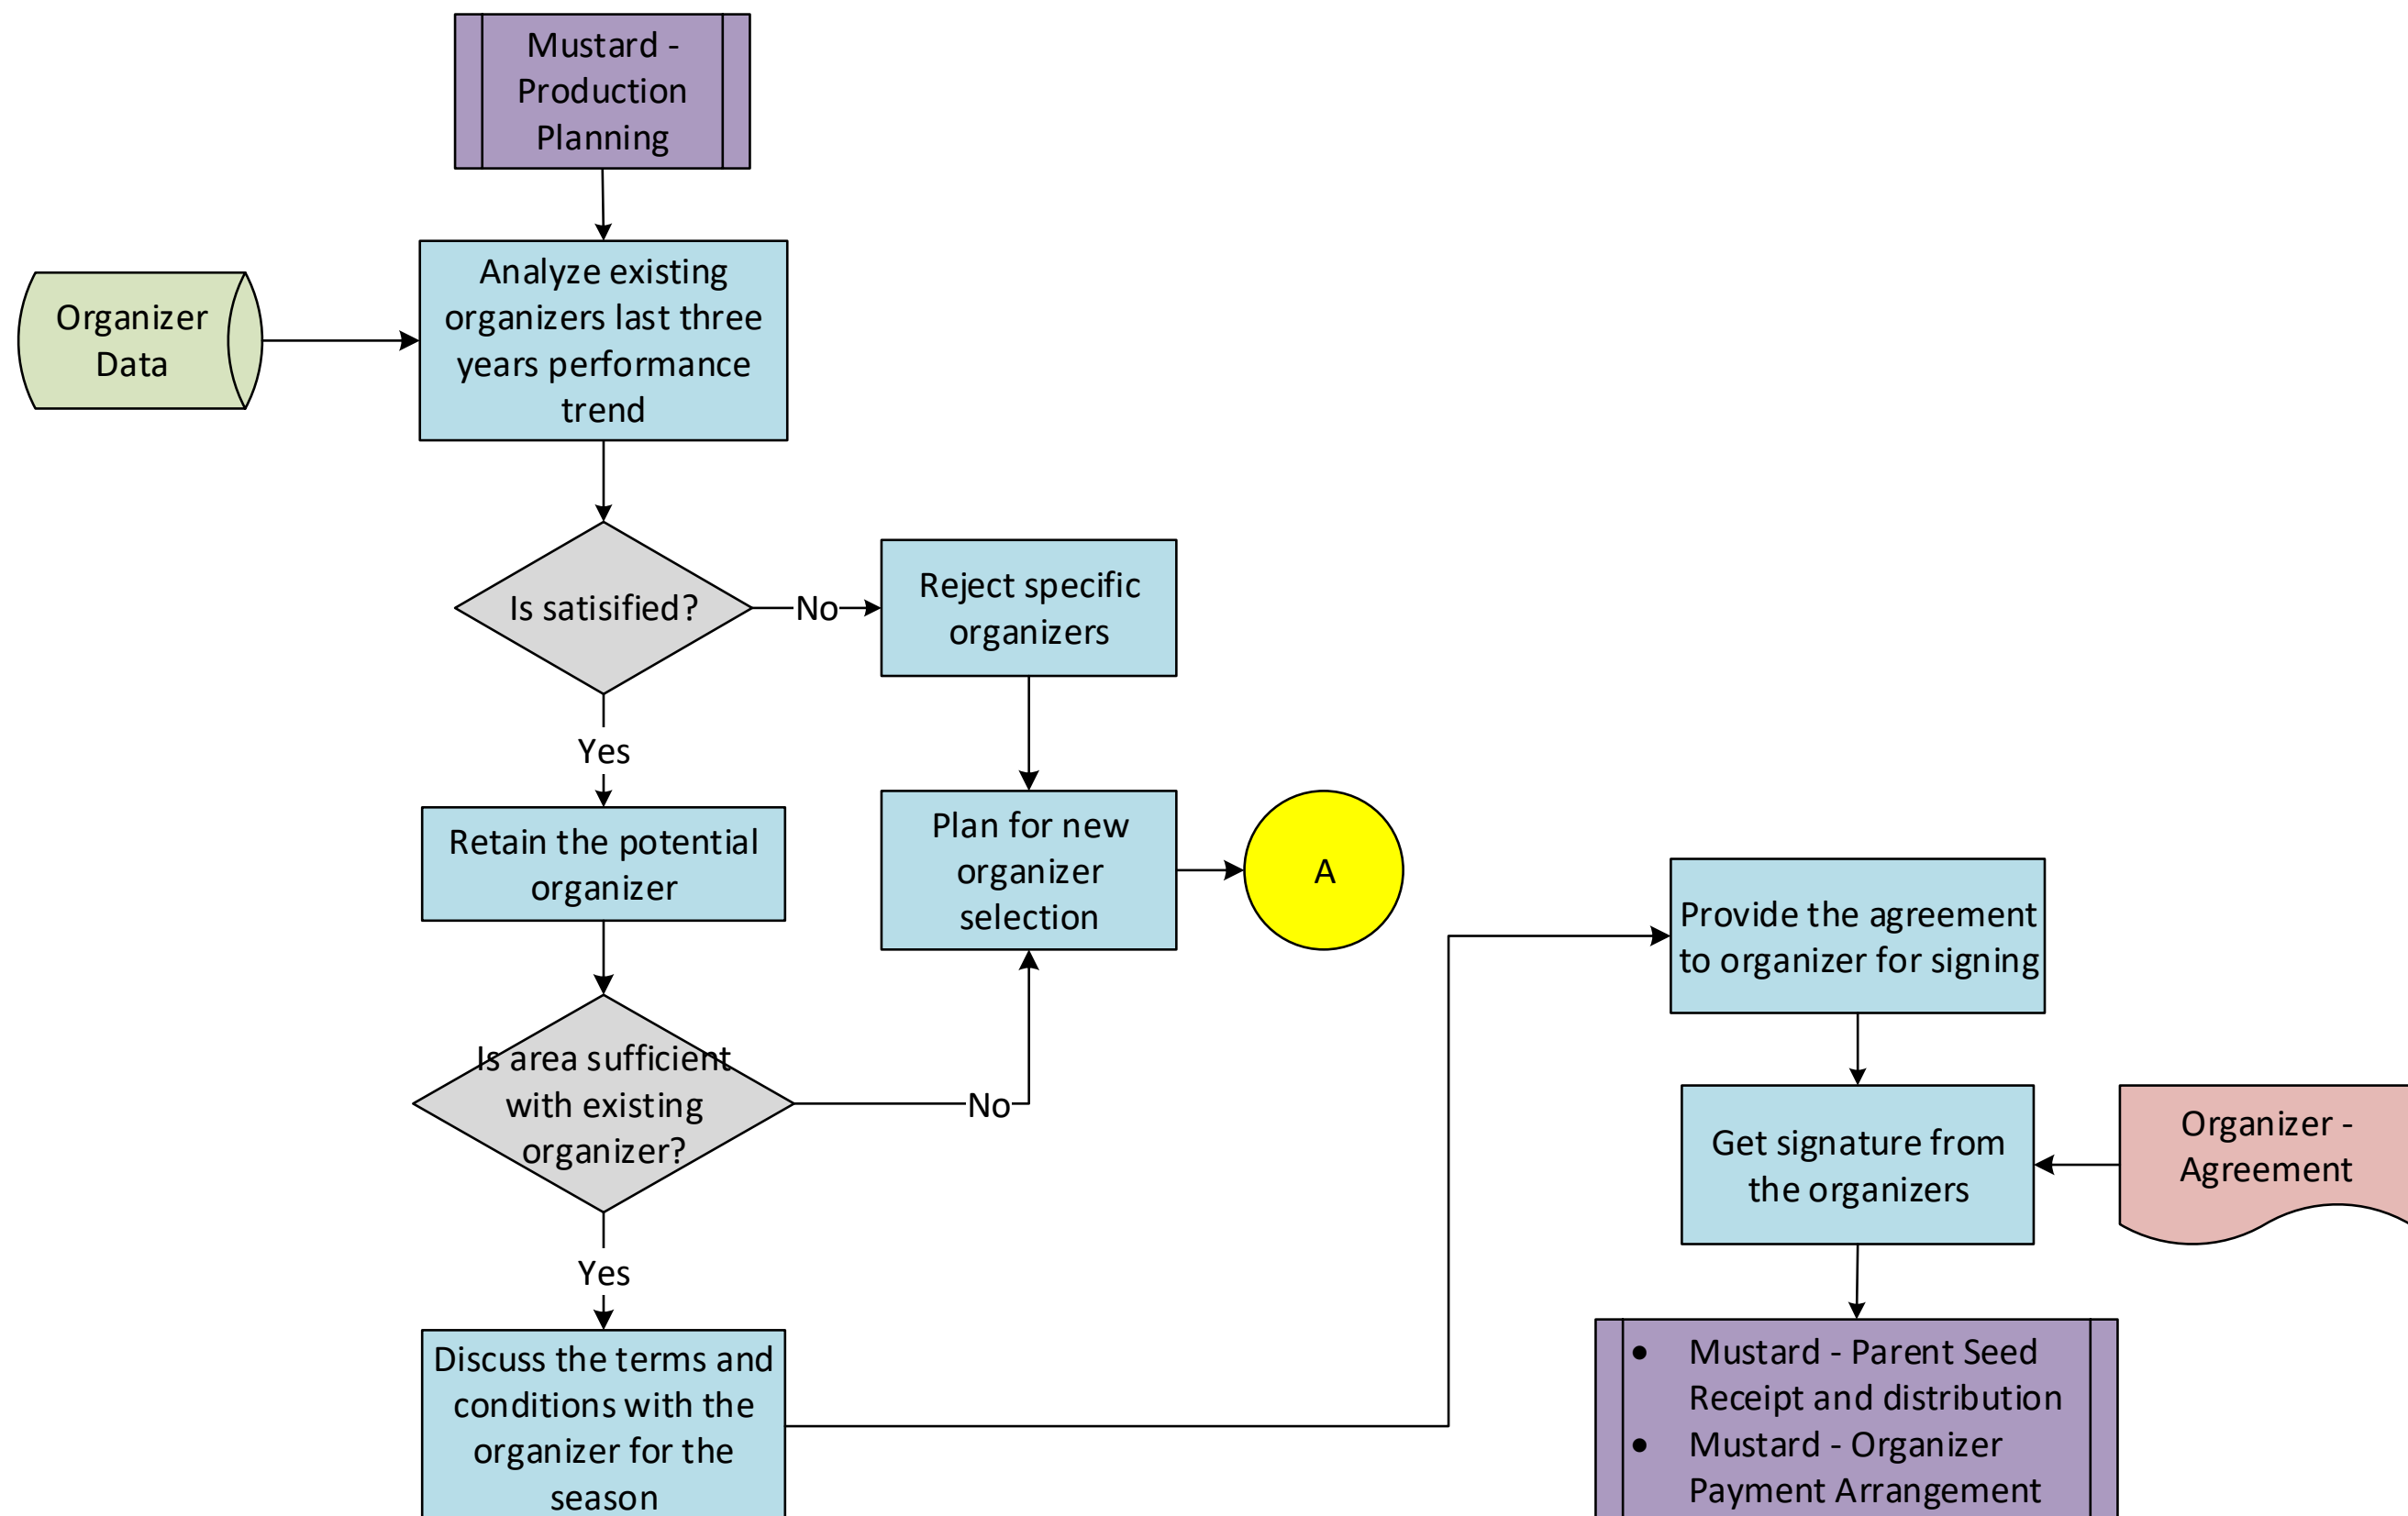 Mustard -
Production
Planning
Organizer
Data
Analyze existing
organizers last three
years performance
trend
Is satisified?
No
Reject specific
organizers
Yes
Retain the potential
organizer
Plan for new
organizer
selection
A
Provide the agreement
to organizer for signing
Is area sufficient
with existing
organizer?
No
Get signature from
the organizers
Organizer -
Agreement
Yes
Discuss the terms and
conditions with the
organizer for the
season
• Mustard - Parent Seed
Receipt and distribution
• Mustard - Organizer
Payment Arrangement